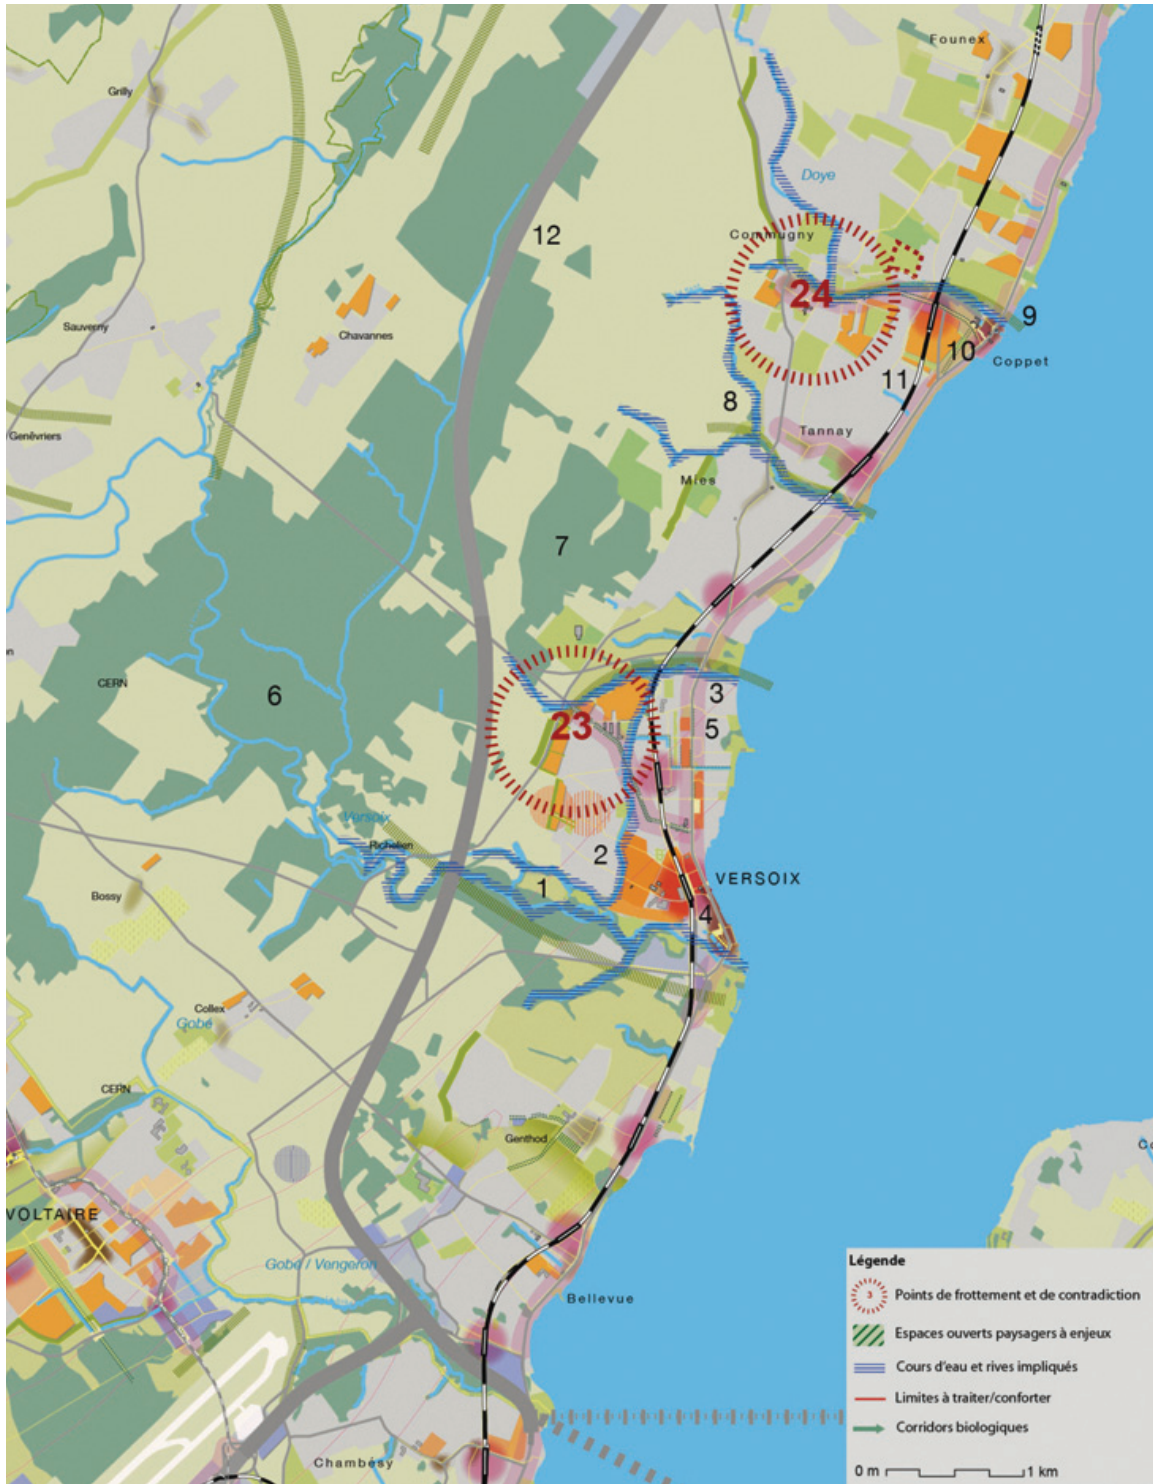 Founex
Grilly
Doye
Commugny
12
24
9
Sauverny
Chavannes
10
Coppet
11
8
Genêvriers
Tannay
Mies
7
CERN
6
3
23
5
Versoix
Richelien
2
VERSOIX
1
Bossy
4
Collex
Gobé
CERN
Genthod
VOLTAIRE
Gobé / Vengeron
Bellevue
Chambésy
Légende
3 Points de frottement et de contradiction
Espaces ouverts paysagers à enjeux
Cours d'eau et rives impliqués
Limites à traiter/conforter
Corridors biologiques
0 m 1 km